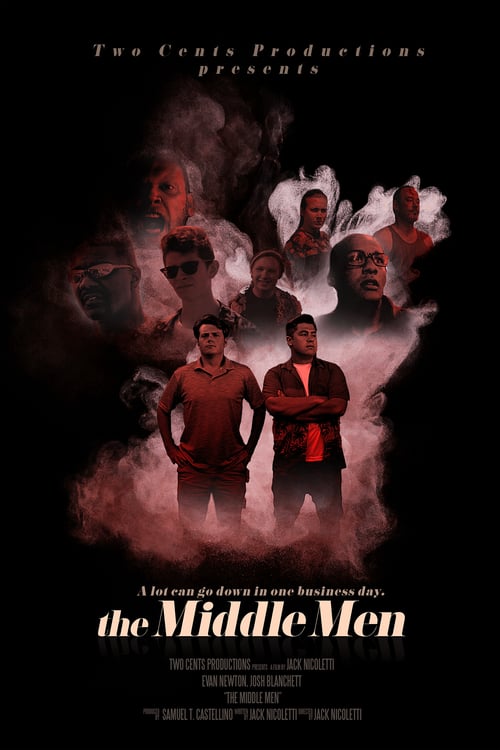 Two Cents Productions
presents
A lot can go down in one business day.
the Middle Men
TWO CENTS PRODUCTIONS PRESENTS A FILM BY JACK NICOLETTI
EVAN NEWTON, JOSH BLANCHETT
"THE MIDDLE MEN"
PRODUCED BY SAMUEL T. CASTELLINO WRITTEN BY JACK NICOLETTI DIRECTED BY JACK NICOLETTI